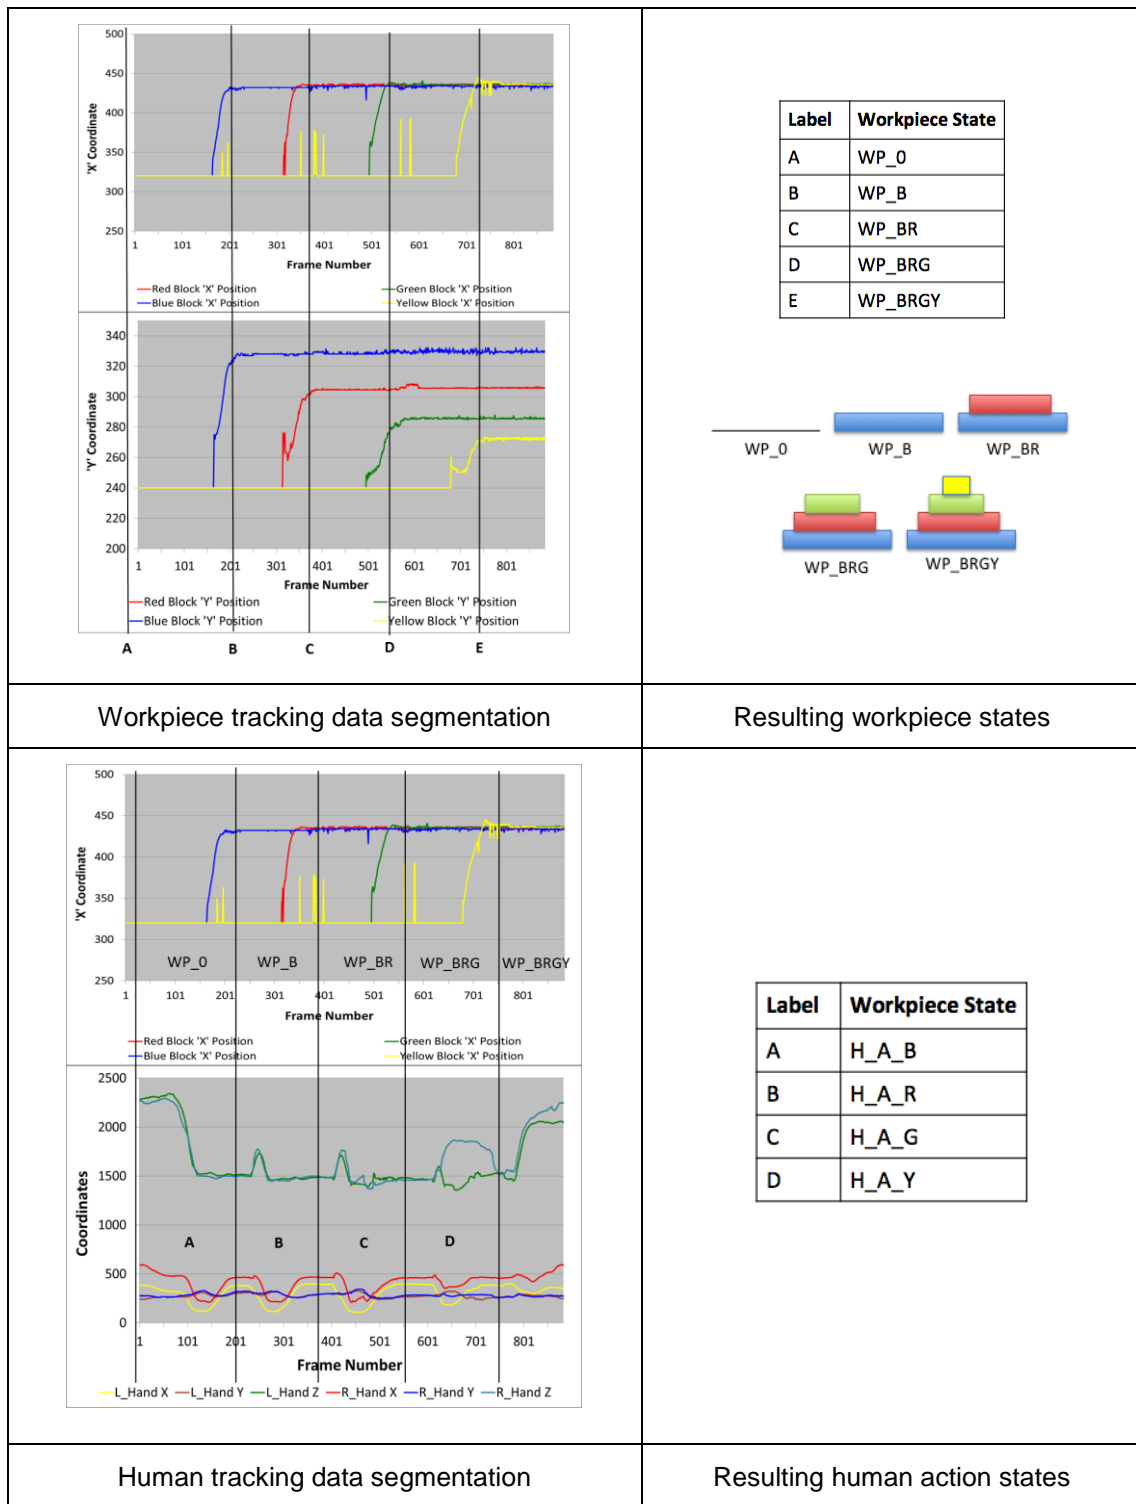 500
450
400
350
300
250
'X' Coordinate
1 101 201 301 401 501 601 701 801
Frame Number
Red Block 'X' Position
Green Block 'X' Position
Blue Block 'X' Position
Yellow Block 'X' Position
340
320
300
280
260
240
220
200
'Y' Coordinate
1 101 201 301 401 501 601 701 801
Frame Number
Red Block 'Y' Position
Green Block 'Y' Position
Blue Block 'Y' Position
Yellow Block 'Y' Position
A B C D E
Label Workpiece State
A WP_0
B WP_B
C WP_BR
D WP_BRG
E WP_BRGY
WP_0 WP_B WP_BR
WP_BRG WP_BRGY
Workpiece tracking data segmentation
Resulting workpiece states
500
450
400
350
300
250
'X' Coordinate
WP_0 WP_B WP_BR WP_BRG WP_BRGY
1 101 201 301 401 501 601 701 801
Frame Number
Red Block 'X' Position
Green Block 'X' Position
Blue Block 'X' Position
Yellow Block 'X' Position
2500
2000
1500
1000
500
0
Coordinates
A B C D
1 101 201 301 401 501 601 701 801
Frame Number
L_Hand X L_Hand Y L_Hand Z R_Hand X R_Hand Y R_Hand Z
Label Workpiece State
A H_A_B
B H_A_R
C H_A_G
D H_A_Y
Human tracking data segmentation
Resulting human action states